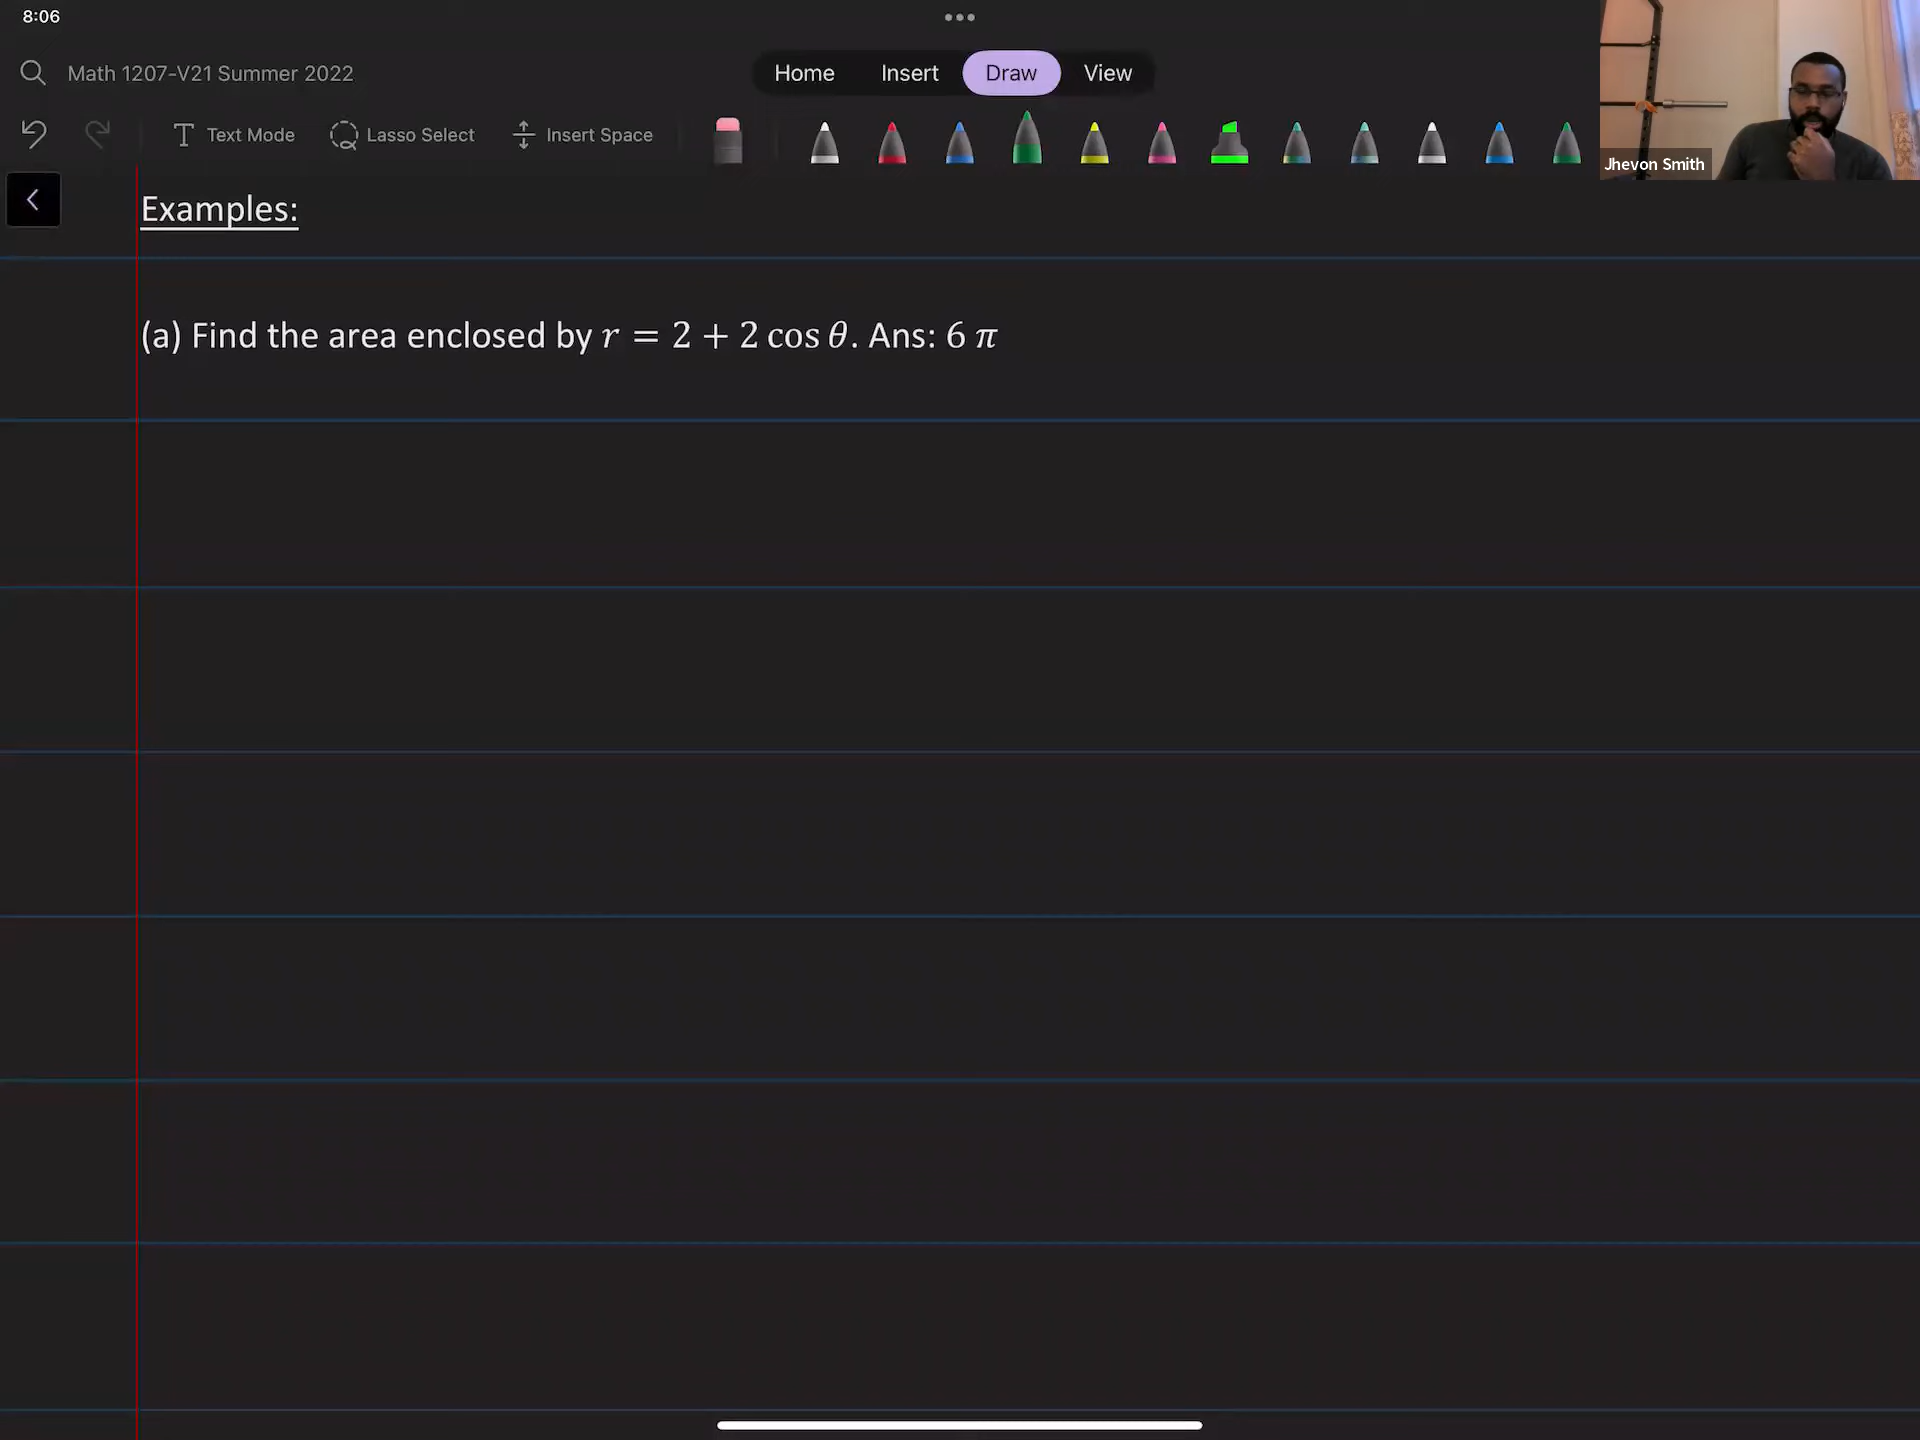 8:06
Math 1207-V21 Summer 2022
Home Insert Draw View
Text Mode Lasso Select Insert Space
Jhevon Smith
Examples:
(a) Find the area enclosed by r = 2 + 2 cos θ. Ans: 6 π